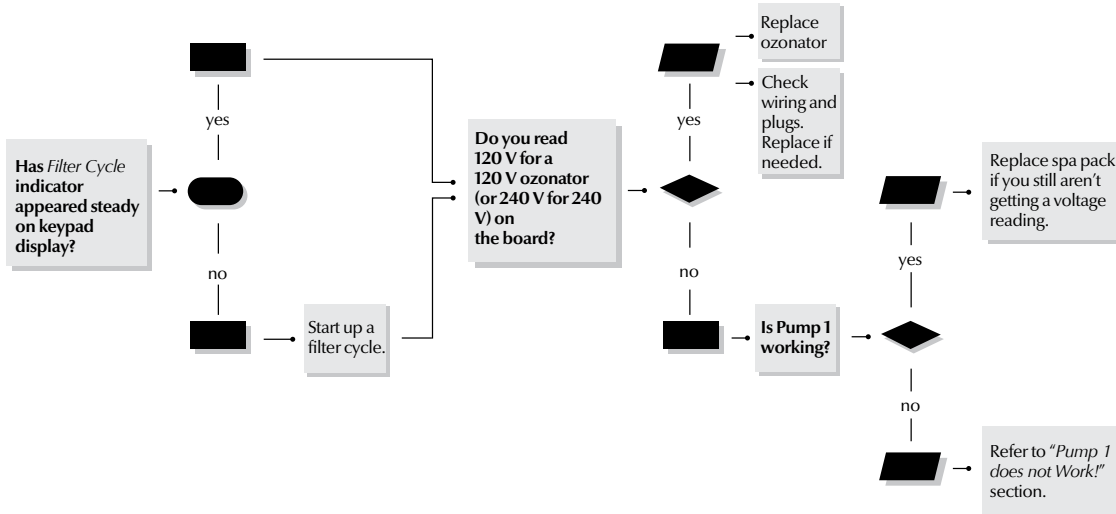 Has Filter Cycle
indicator
appeared steady
on keypad
display?
yes
no
Start up a
filter cycle.
Do you read
120 V for a
120 V ozonator
(or 240 V for 240
V) on
the board?
yes
Replace
ozonator
Check
wiring and
plugs.
Replace if
needed.
no
Is Pump 1
working?
yes
Replace spa pack
if you still aren't
getting a voltage
reading.
no
Refer to "Pump 1
does not Work!"
section.